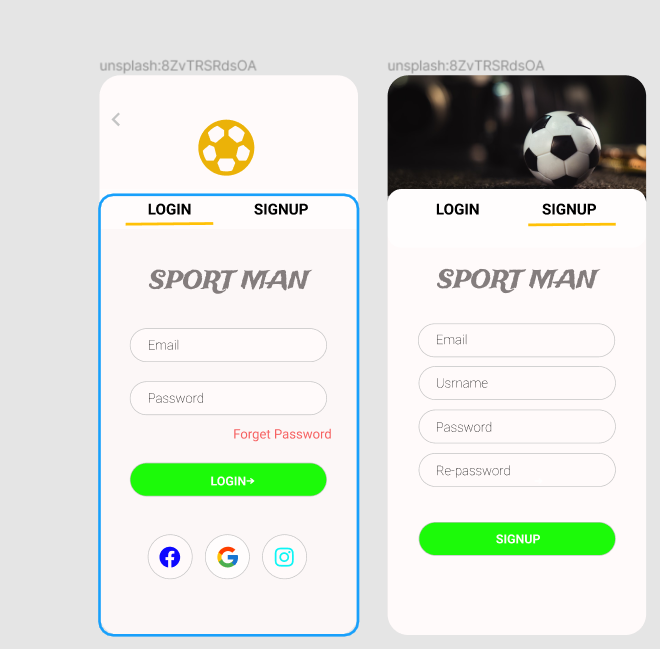 unsplash:8ZvTRSRdsOA
LOGIN SIGNUP
SPORT MAN
Email
Password
Forget Password
LOGIN→
unsplash:8ZvTRSRdsOA
LOGIN SIGNUP
SPORT MAN
Email
Usrname
Password
Re-password
SIGNUP